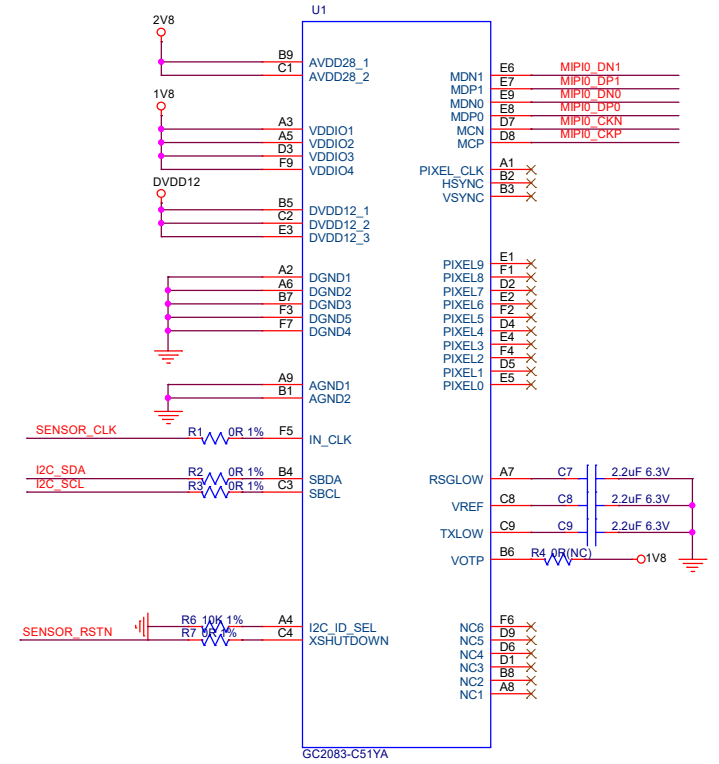 U1
2V8
B9 AVDD28_1
C1 AVDD28_2
1V8
A3 VDDIO1
A5 VDDIO2
D3 VDDIO3
F9 VDDIO4
DVDD12
B5 DVDD12_1
C2 DVDD12_2
E3 DVDD12_3
A2 DGND1
A6 DGND2
B7 DGND3
F3 DGND5
F7 DGND4
A9 AGND1
B1 AGND2
SENSOR_CLK R1 0R 1% F5 IN_CLK
I2C_SDA R2 0R 1% B4 SBDA
I2C_SCL R3 0R 1% C3 SBCL
R6 10K 1% A4 I2C_ID_SEL
SENSOR_RSTN R7 0R 1% C4 XSHUTDOWN
MDN1 E6 MIPI0_DN1
MDP1 E7 MIPI0_DP1
MDN0 E9 MIPI0_DN0
MDP0 E8 MIPI0_DP0
MCN D7 MIPI0_CKN
MCP D8 MIPI0_CKP
PIXEL_CLK A1
HSYNC B2
VSYNC B3
PIXEL9 E1
PIXEL8 F1
PIXEL7 D2
PIXEL6 E2
PIXEL5 F2
PIXEL4 D4
PIXEL3 E4
PIXEL2 F4
PIXEL1 D5
PIXEL0 E5
RSGLOW A7 C7 2.2uF 6.3V
VREF C8 C8 2.2uF 6.3V
TXLOW C9 C9 2.2uF 6.3V
VOTP B6 R4 0R(NC) 1V8
NC6 F6
NC5 D9
NC4 D6
NC3 D1
NC2 B8
NC1 A8
GC2083-C51YA